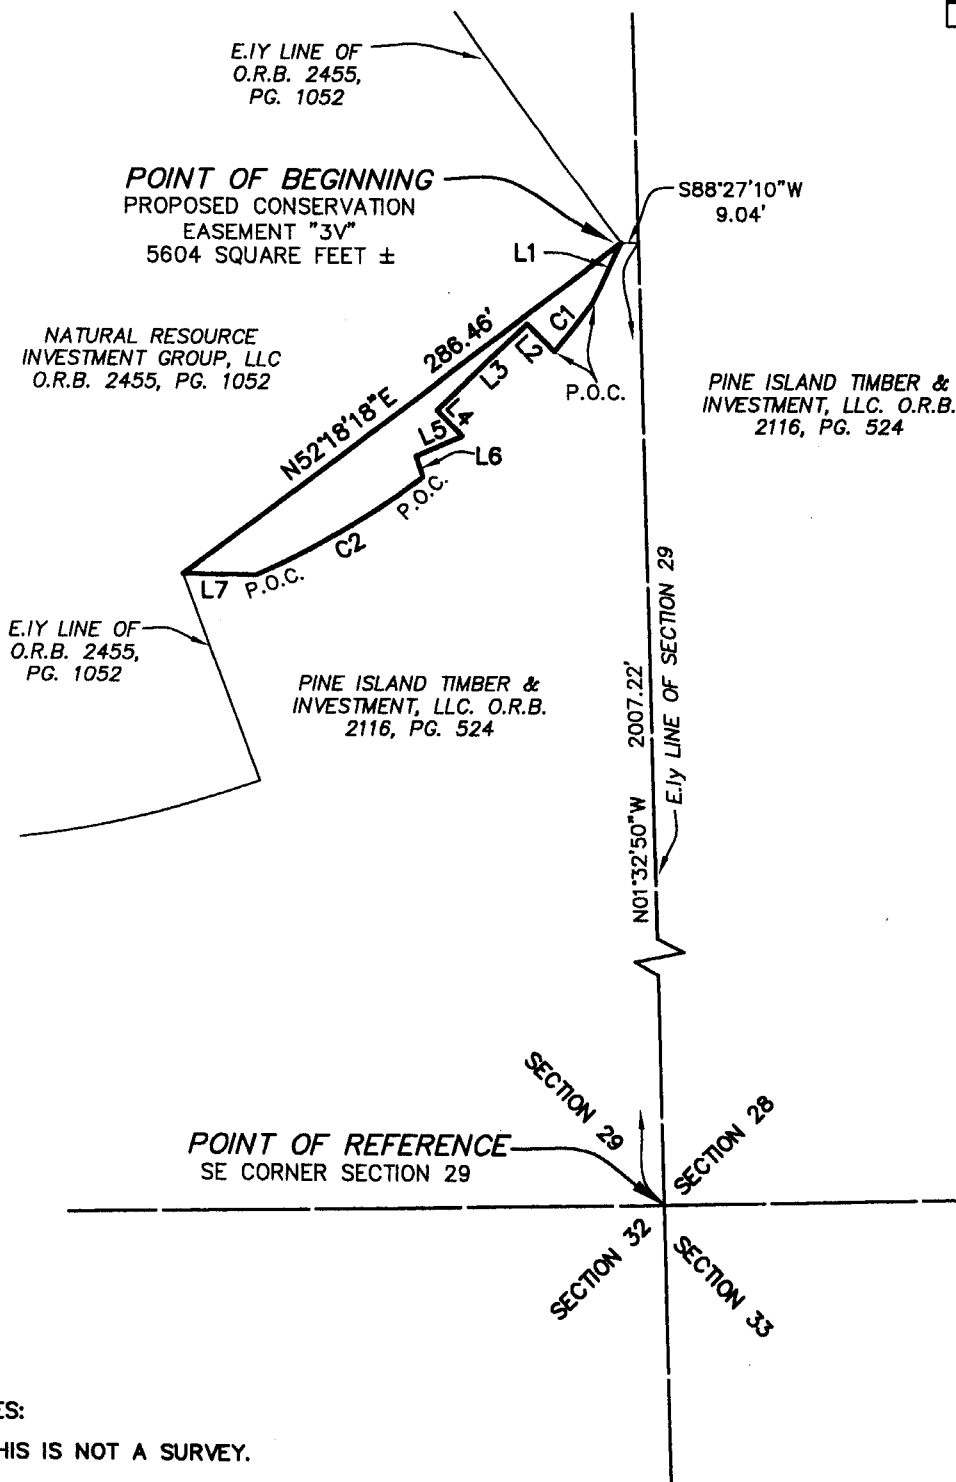 E.lY LINE OF
O.R.B. 2455,
PG. 1052
POINT OF BEGINNING
PROPOSED CONSERVATION
EASEMENT "3V"
5604 SQUARE FEET ±
S88°27'10"W
9.04'
L1
C1
L2
L3
L4
L5
L6
P.O.C.
NATURAL RESOURCE
INVESTMENT GROUP, LLC
O.R.B. 2455, PG. 1052
N52°18'18"E 286.46'
PINE ISLAND TIMBER &
INVESTMENT, LLC. O.R.B.
2116, PG. 524
P.O.C.
C2
P.O.C.
L7
E.lY LINE OF
O.R.B. 2455,
PG. 1052
PINE ISLAND TIMBER &
INVESTMENT, LLC. O.R.B.
2116, PG. 524
N01°32'50"W 2007.22'
E.ly LINE OF SECTION 29
POINT OF REFERENCE
SE CORNER SECTION 29
SECTION 29
SECTION 28
SECTION 32
SECTION 33
ES:
HIS IS NOT A SURVEY.